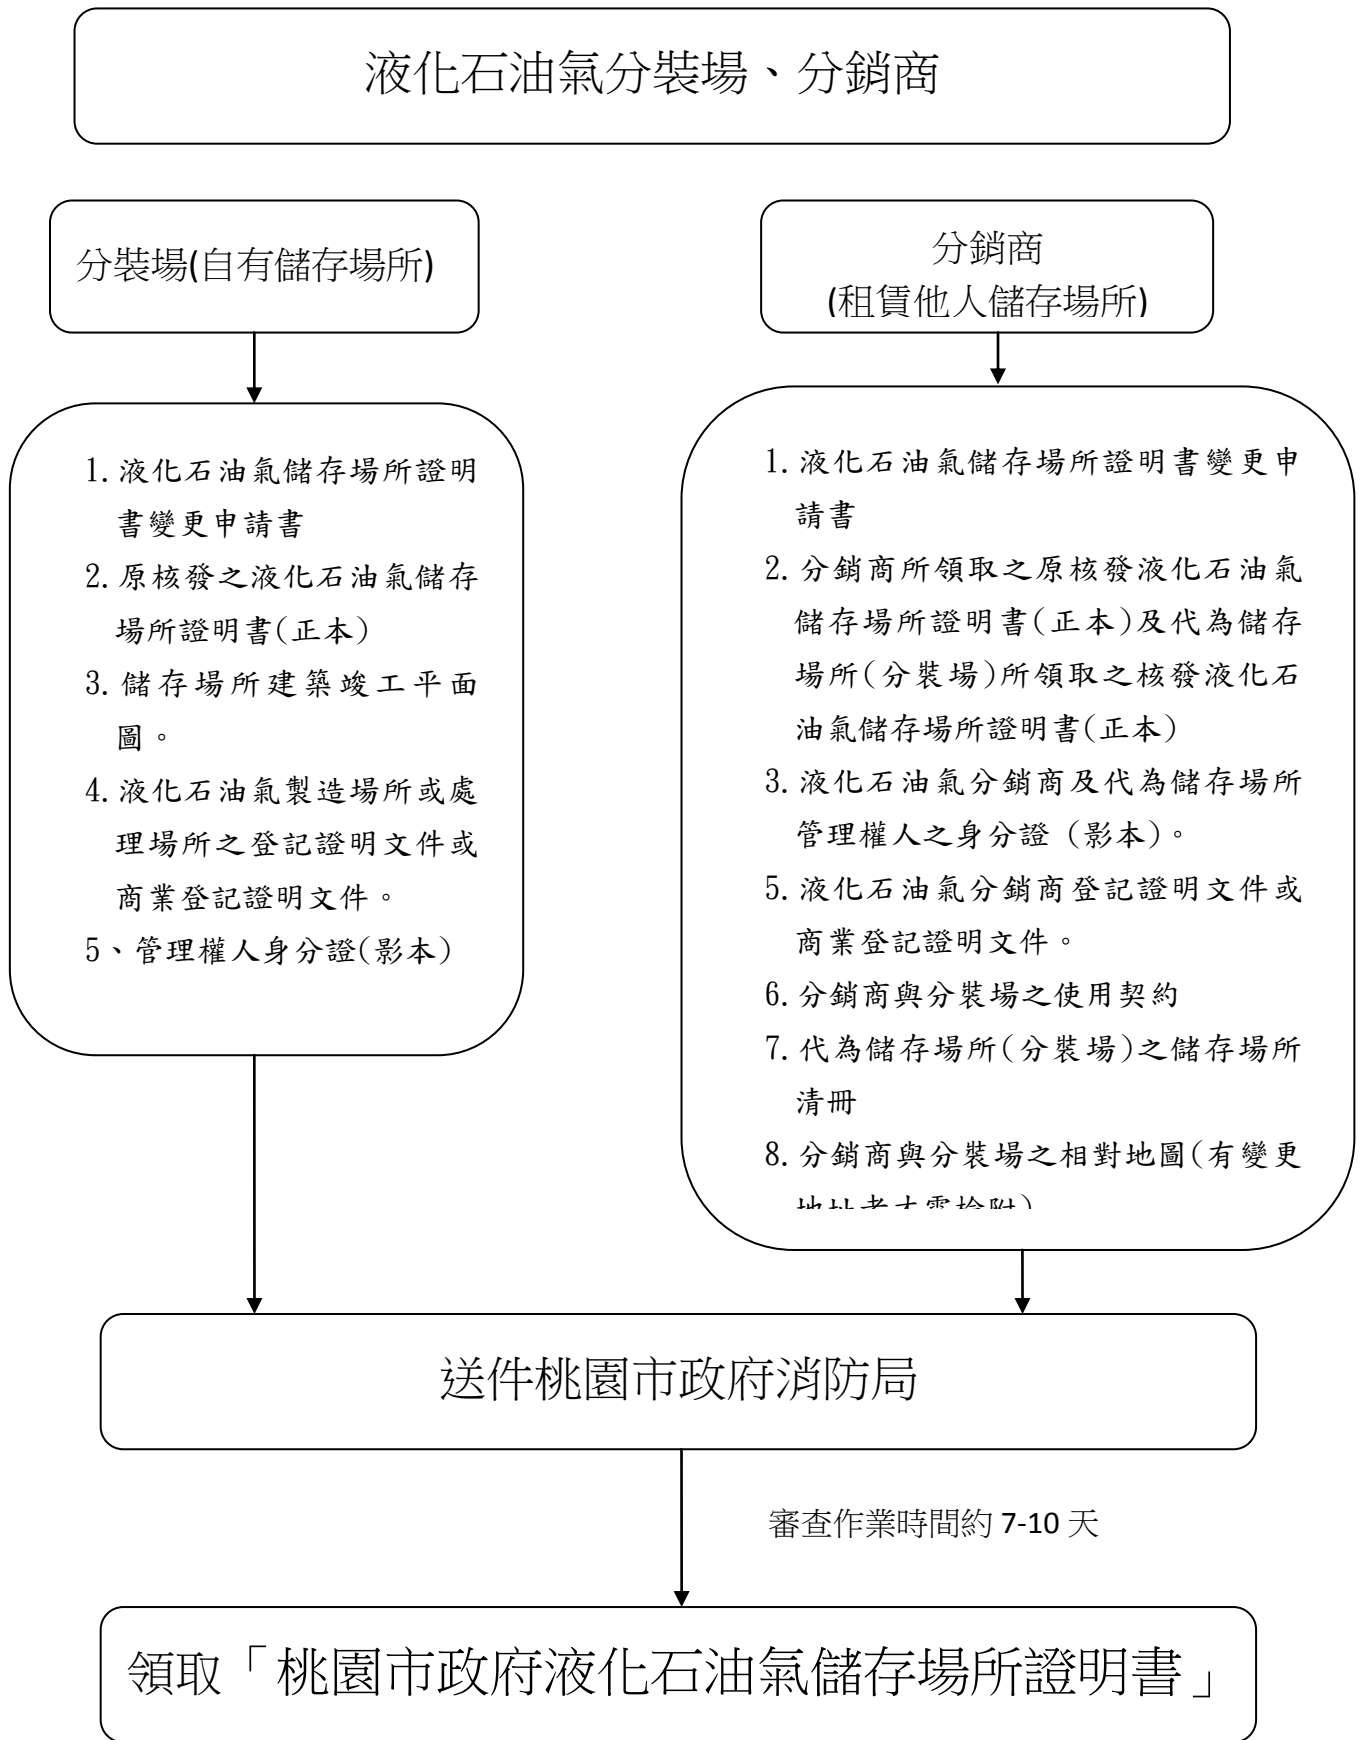 液化石油氣分裝場、分銷商
分裝場(自有儲存場所)
分銷商
(租賃他人儲存場所)
1.液化石油氣儲存場所證明
書變更申請書
2.原核發之液化石油氣儲存
場所證明書(正本)
3.儲存場所建築竣工平面
圖。
4.液化石油氣製造場所或處
理場所之登記證明文件或
商業登記證明文件。
5、管理權人身分證(影本)
1.液化石油氣儲存場所證明書變更申
請書
2.分銷商所領取之原核發液化石油氣
儲存場所證明書(正本)及代為儲存
場所(分裝場)所領取之核發液化石
油氣儲存場所證明書(正本)
3.液化石油氣分銷商及代為儲存場所
管理權人之身分證 (影本)。
5.液化石油氣分銷商登記證明文件或
商業登記證明文件。
6.分銷商與分裝場之使用契約
7.代為儲存場所(分裝場)之儲存場所
清冊
8.分銷商與分裝場之相對地圖(有變更
地址者才需檢附)
送件桃園市政府消防局
審查作業時間約 7-10 天
領取「桃園市政府液化石油氣儲存場所證明書」